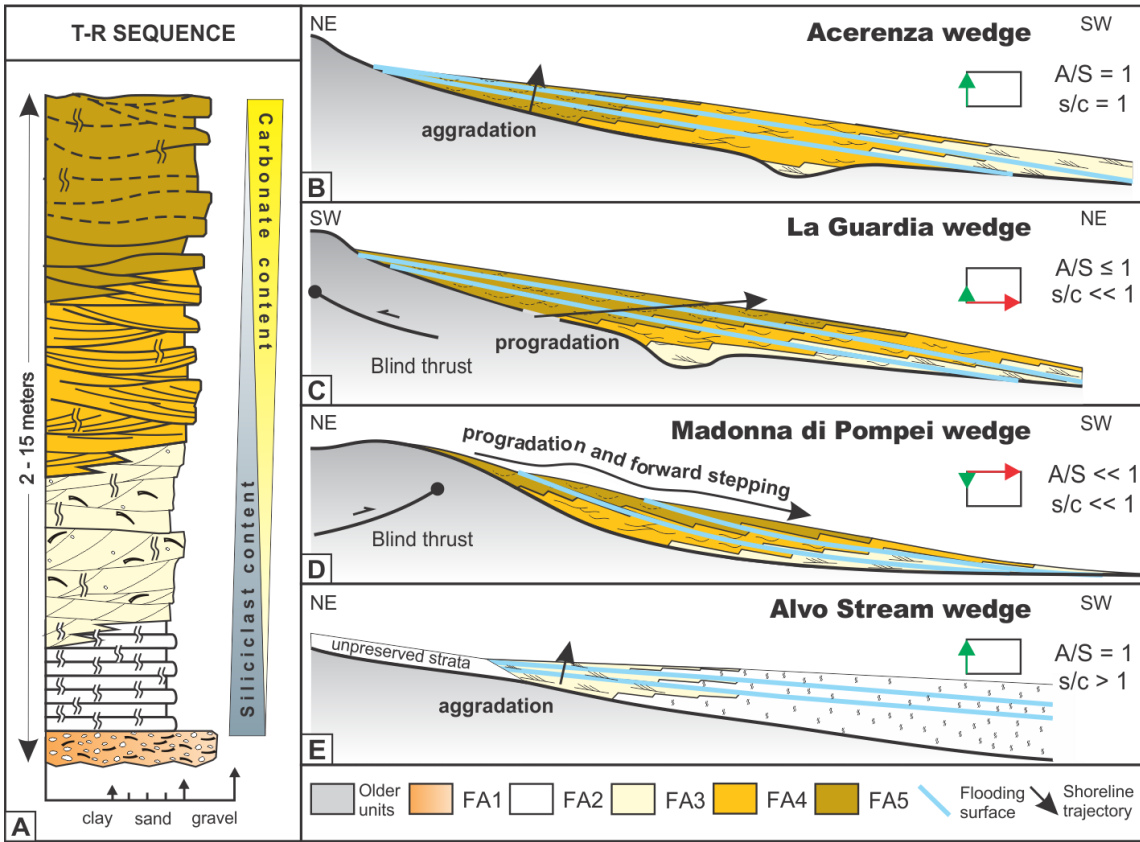 T-R SEQUENCE
2 - 15 meters
Carbonate content
Siliciclast content
clay
sand
gravel
A
NE
Acerenza wedge
SW
A/S = 1
s/c = 1
aggradation
B
SW
La Guardia wedge
NE
A/S ≤ 1
s/c << 1
progradation
Blind thrust
C
NE
Madonna di Pompei wedge
SW
progradation and forward stepping
A/S << 1
s/c << 1
Blind thrust
D
NE
Alvo Stream wedge
SW
unpreserved strata
A/S = 1
s/c > 1
aggradation
E
Older
units
FA1
FA2
FA3
FA4
FA5
Flooding
surface
Shoreline
trajectory